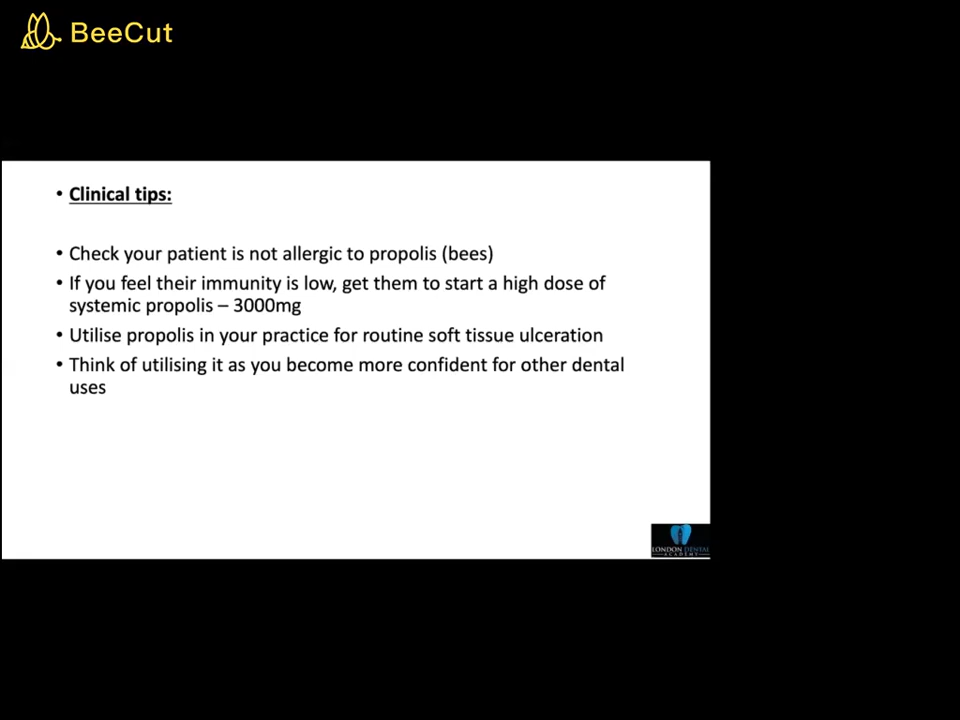 BeeCut
• Clinical tips:
• Check your patient is not allergic to propolis (bees)
• If you feel their immunity is low, get them to start a high dose of
systemic propolis – 3000mg
• Utilise propolis in your practice for routine soft tissue ulceration
• Think of utilising it as you become more confident for other dental
uses
LONDON DENTAL
ACADEMY